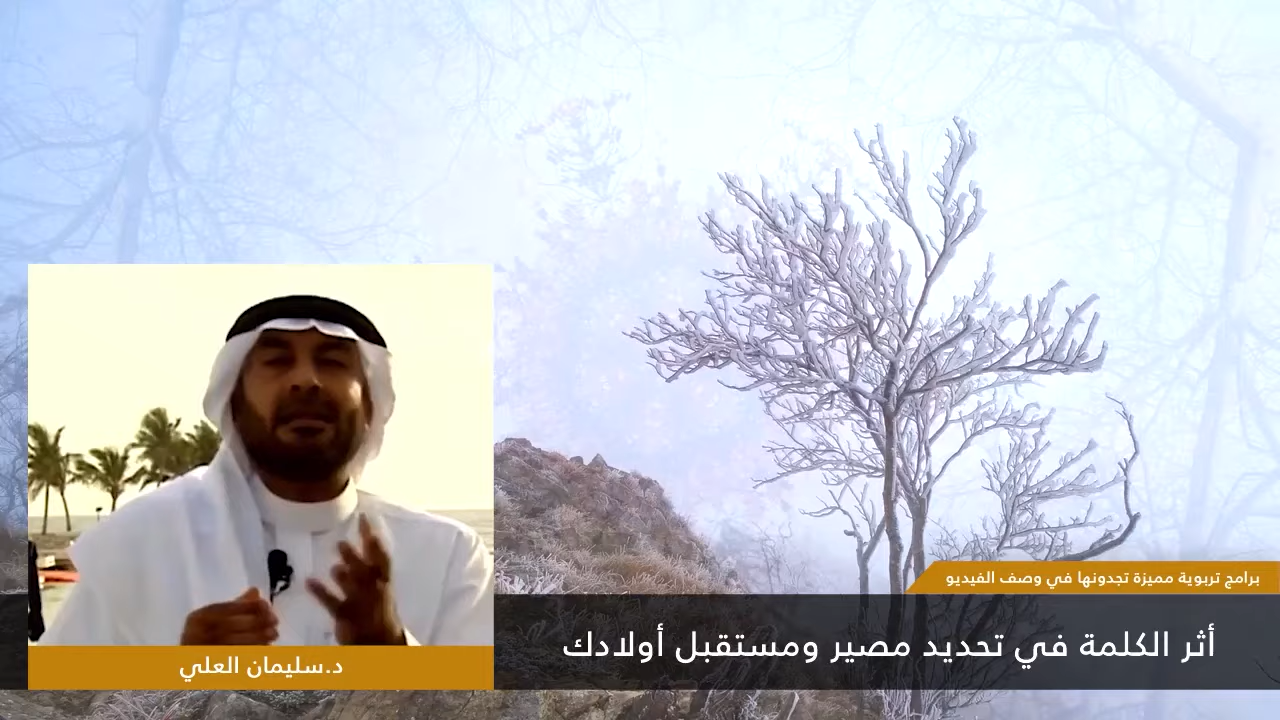 برامج تربوية مميزة تجدونها في وصف الفيديو
أثر الكلمة في تحديد مصير ومستقبل أولادك
د.سليمان العلي